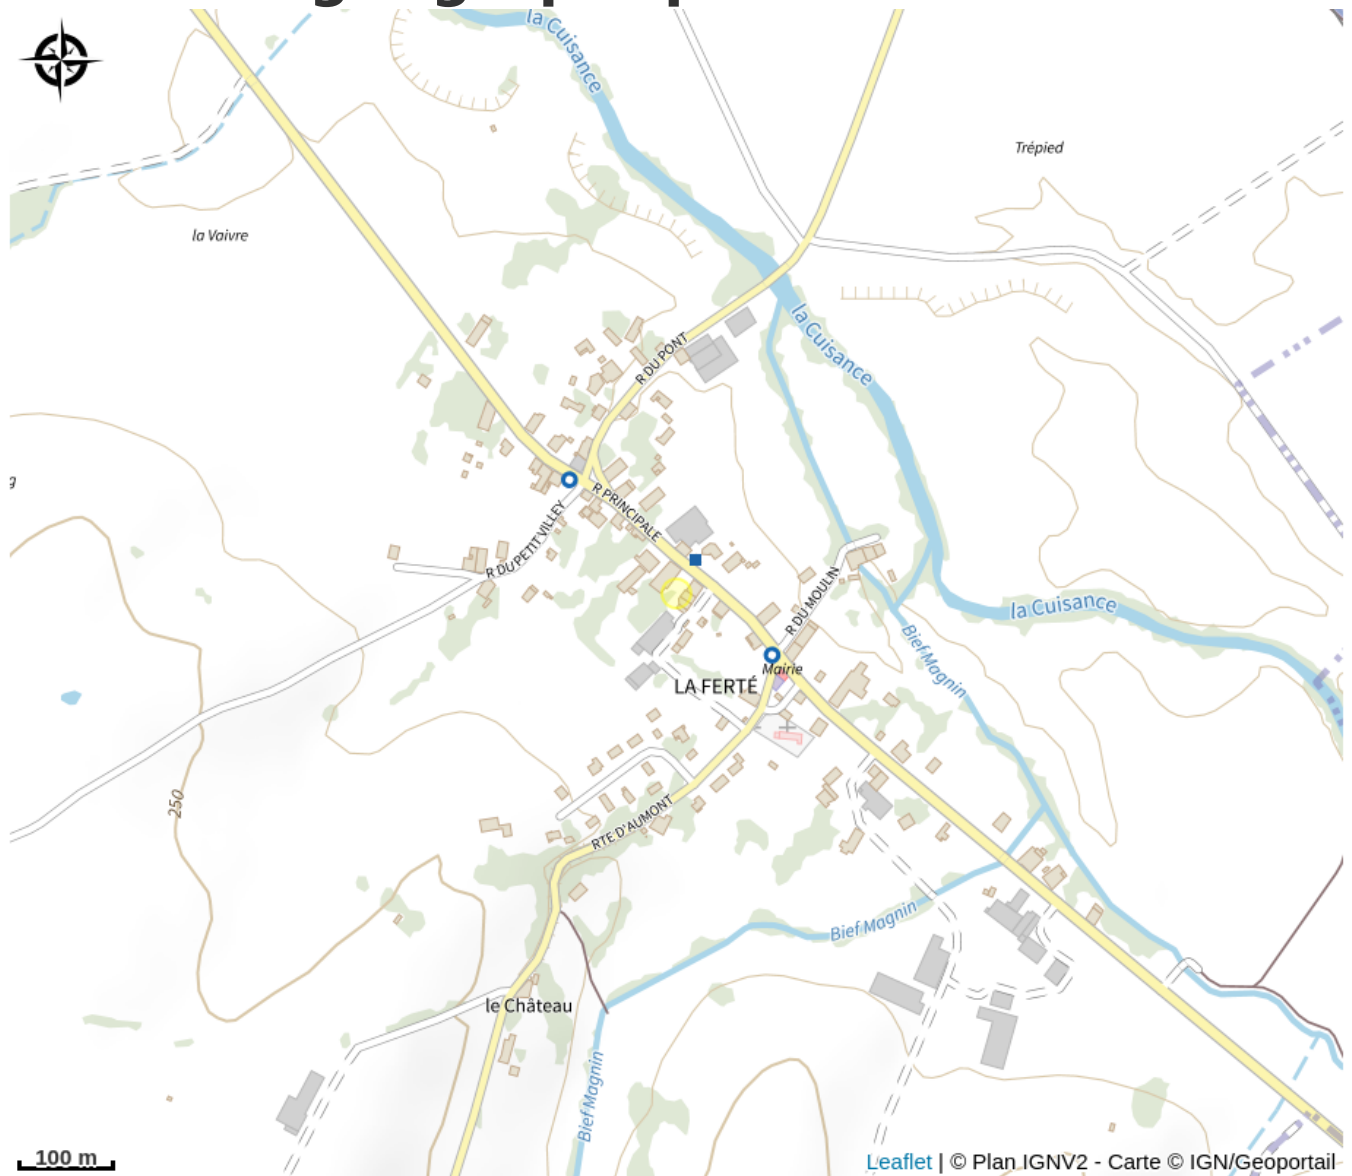 la Cuisance
Trépied
la Vaivre
la Cuisance
R DU PONT
R PRINCIPALE
R DU PETIT VILLEY
R DU MOULIN
la Cuisance
Bief Magnin
Mairie
LA FERTÉ
250
RTE D'AUMONT
Bief Magnin
le Château
Bief Magnin
100 m
Leaflet | © Plan IGNV2 - Carte © IGN/Geoportail